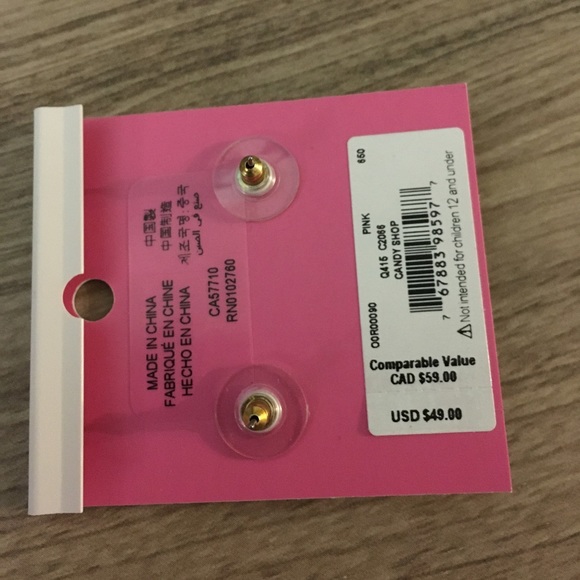 中国製
中国制造
제조국명:중국
صنع في الصين
CA57710
RN0102760
MADE IN CHINA
FABRIQUÉ EN CHINE
HECHO EN CHINA
650
PINK
Q415 C2066
CANDY SHOP
OOR00090
7 67883 98597 7
Not intended for children 12 and under
Comparable Value
CAD $59.00
USD $49.00